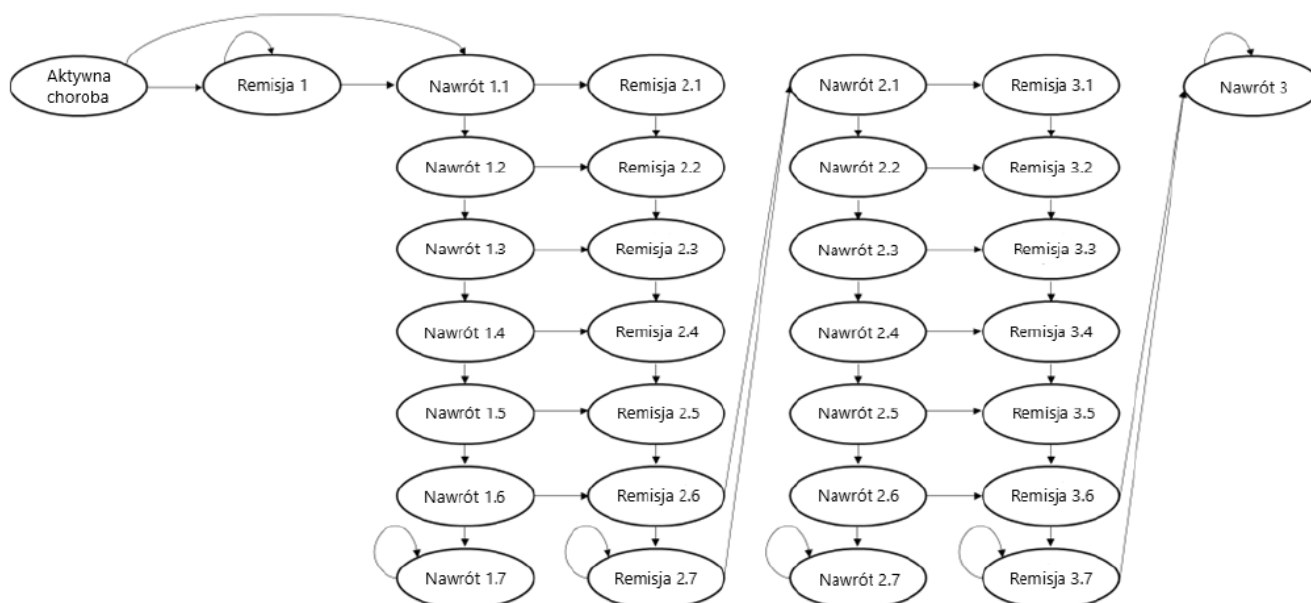 Aktywna
choroba
Remisja 1
Nawrót 1.1
Remisja 2.1
Nawrót 2.1
Remisja 3.1
Nawrót 3
Nawrót 1.2
Remisja 2.2
Nawrót 2.2
Remisja 3.2
Nawrót 1.3
Remisja 2.3
Nawrót 2.3
Remisja 3.3
Nawrót 1.4
Remisja 2.4
Nawrót 2.4
Remisja 3.4
Nawrót 1.5
Remisja 2.5
Nawrót 2.5
Remisja 3.5
Nawrót 1.6
Remisja 2.6
Nawrót 2.6
Remisja 3.6
Nawrót 1.7
Remisja 2.7
Nawrót 2.7
Remisja 3.7